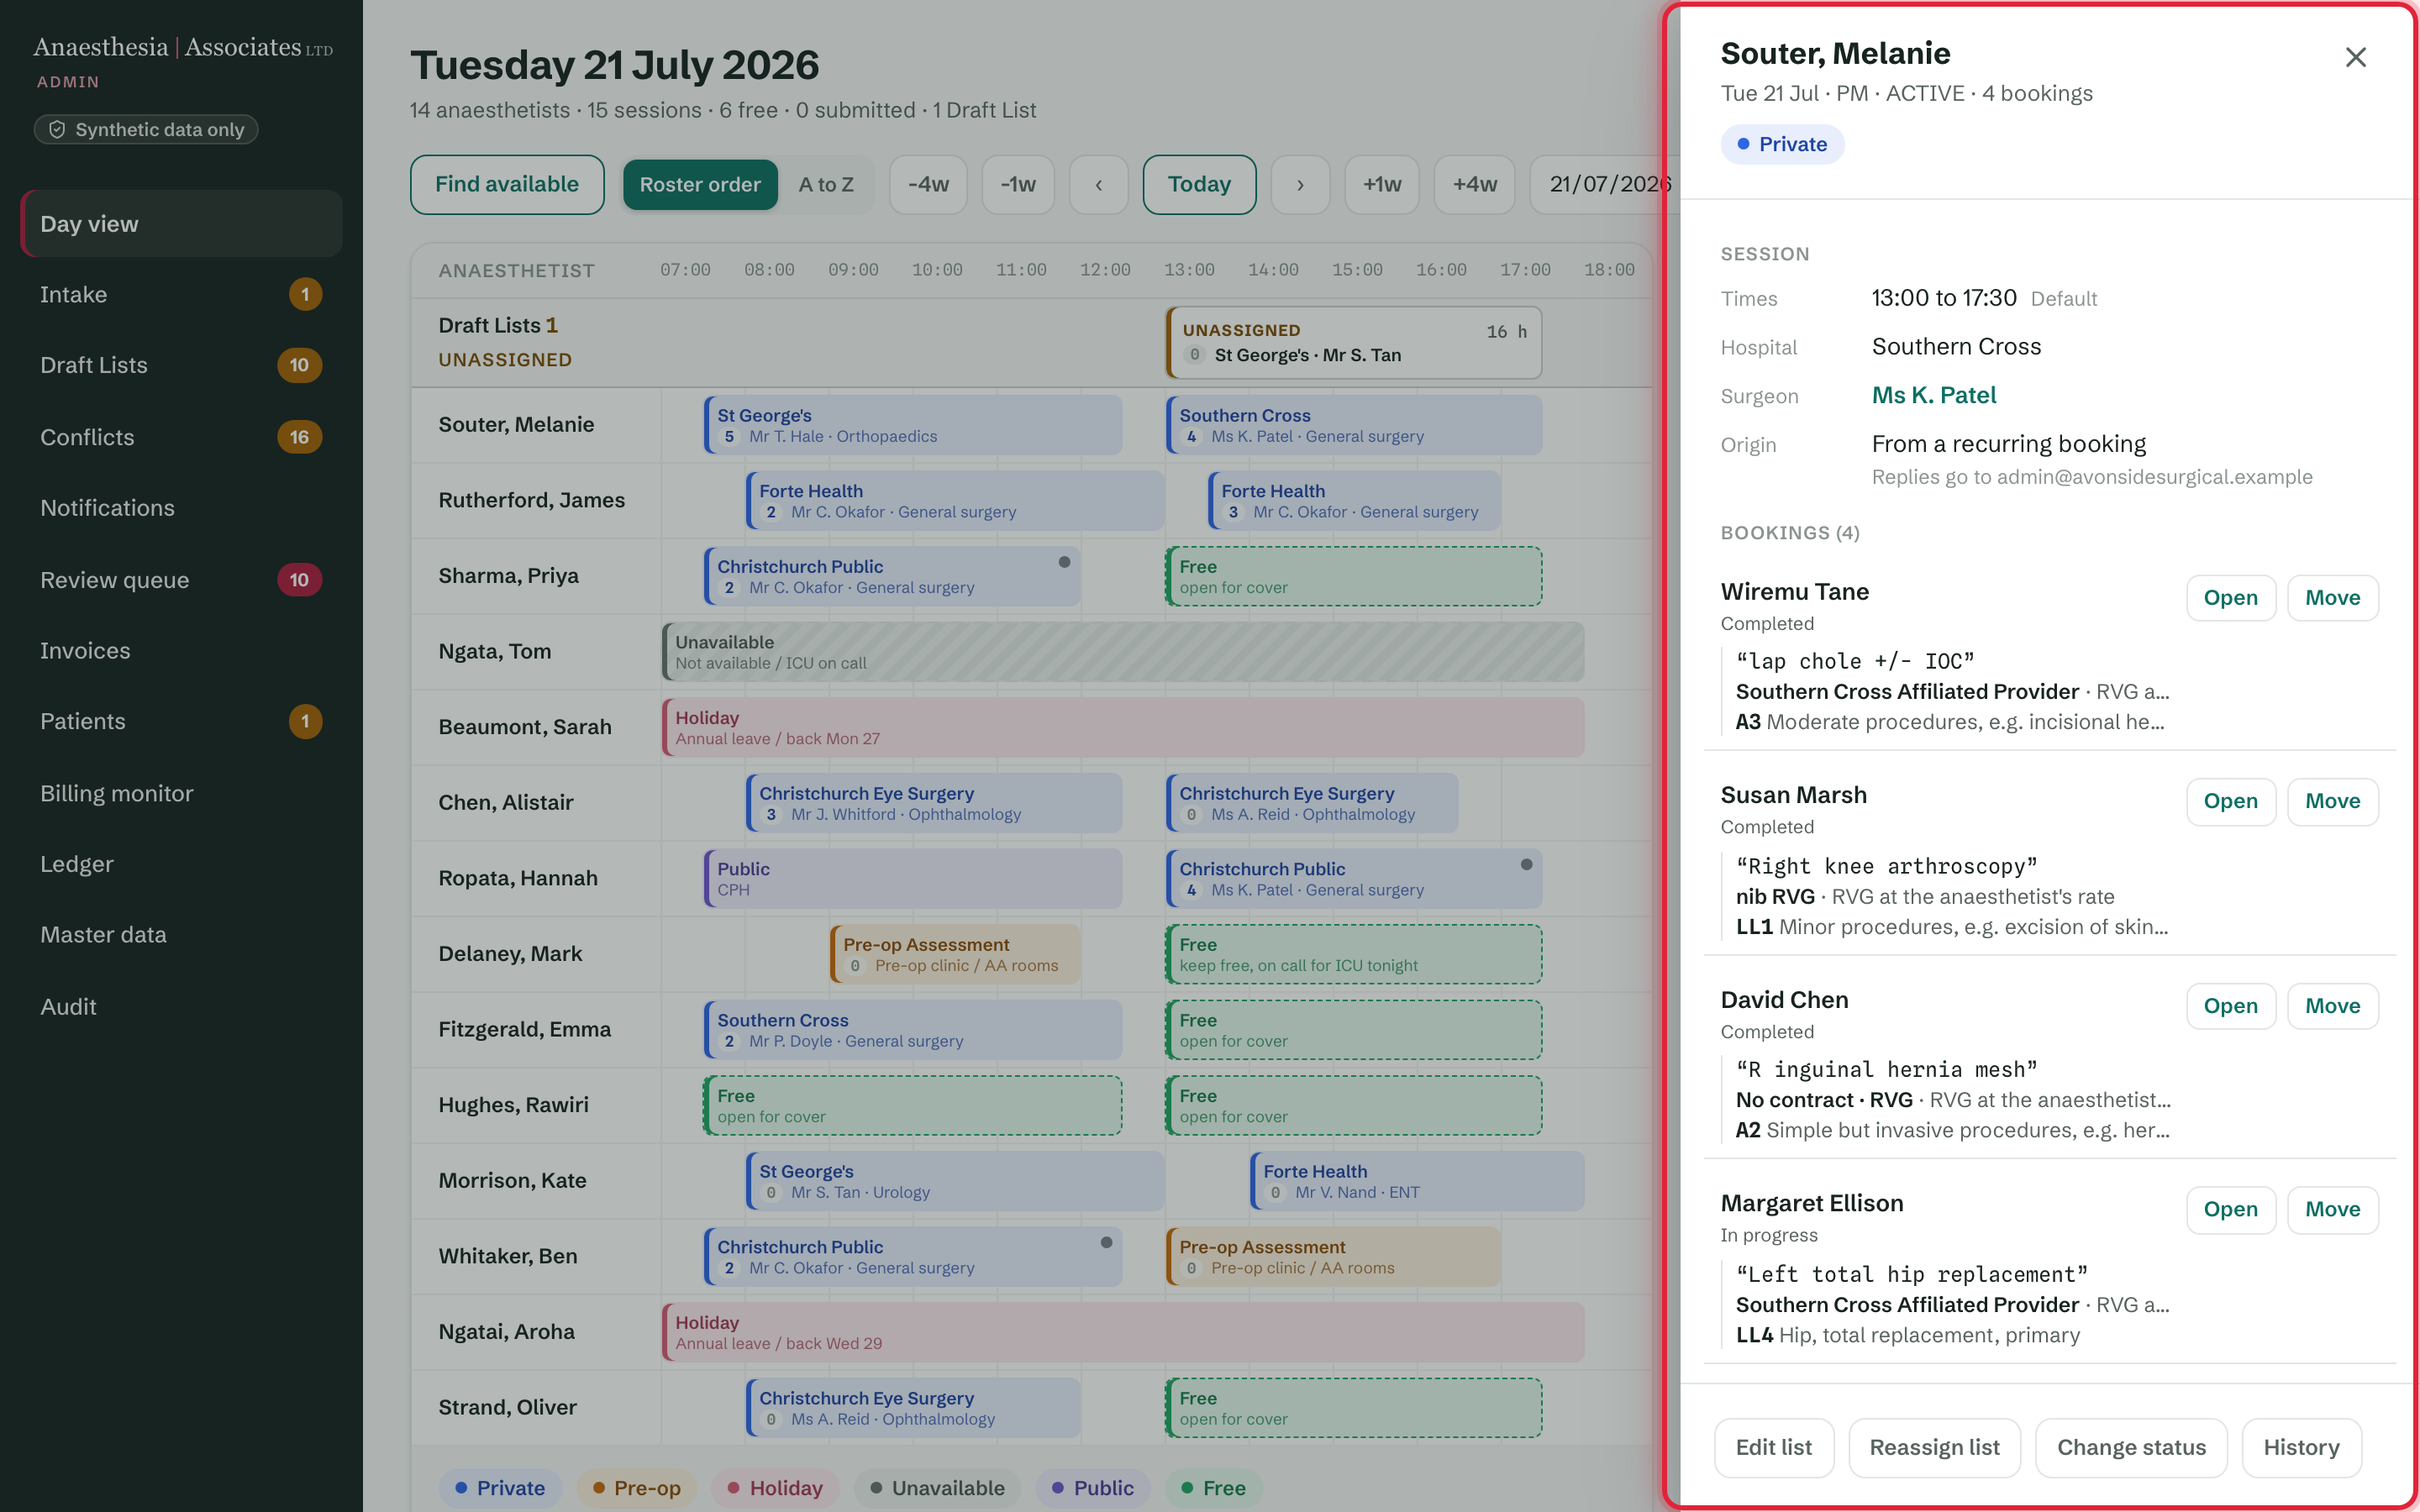 Anaesthesia | Associates LTD
ADMIN
Synthetic data only
Day view
Intake 1
Draft Lists 10
Conflicts 16
Notifications
Review queue 10
Invoices
Patients 1
Billing monitor
Ledger
Master data
Audit
Tuesday 21 July 2026
14 anaesthetists · 15 sessions · 6 free · 0 submitted · 1 Draft List
Find available Roster order A to Z -4w -1w ‹ Today › +1w +4w 21/07/2026
ANAESTHETIST 07:00 08:00 09:00 10:00 11:00 12:00 13:00 14:00 15:00 16:00 17:00 18:00
Draft Lists 1
UNASSIGNED
UNASSIGNED 16 h
0 St George's · Mr S. Tan
Souter, Melanie
St George's
5 Mr T. Hale · Orthopaedics
Southern Cross
4 Ms K. Patel · General surgery
Rutherford, James
Forte Health
2 Mr C. Okafor · General surgery
Forte Health
3 Mr C. Okafor · General surgery
Sharma, Priya
Christchurch Public
2 Mr C. Okafor · General surgery
Free
open for cover
Ngata, Tom
Unavailable
Not available / ICU on call
Beaumont, Sarah
Holiday
Annual leave / back Mon 27
Chen, Alistair
Christchurch Eye Surgery
3 Mr J. Whitford · Ophthalmology
Christchurch Eye Surgery
0 Ms A. Reid · Ophthalmology
Ropata, Hannah
Public
CPH
Christchurch Public
4 Ms K. Patel · General surgery
Delaney, Mark
Pre-op Assessment
0 Pre-op clinic / AA rooms
Free
keep free, on call for ICU tonight
Fitzgerald, Emma
Southern Cross
2 Mr P. Doyle · General surgery
Free
open for cover
Hughes, Rawiri
Free
open for cover
Free
open for cover
Morrison, Kate
St George's
0 Mr S. Tan · Urology
Forte Health
0 Mr V. Nand · ENT
Whitaker, Ben
Christchurch Public
2 Mr C. Okafor · General surgery
Pre-op Assessment
0 Pre-op clinic / AA rooms
Ngatai, Aroha
Holiday
Annual leave / back Wed 29
Strand, Oliver
Christchurch Eye Surgery
0 Ms A. Reid · Ophthalmology
Free
open for cover
Private Pre-op Holiday Unavailable Public Free
Souter, Melanie
Tue 21 Jul · PM · ACTIVE · 4 bookings
Private
SESSION
Times 13:00 to 17:30 Default
Hospital Southern Cross
Surgeon Ms K. Patel
Origin From a recurring booking
Replies go to admin@avonsidesurgical.example
BOOKINGS (4)
Wiremu Tane Open Move
Completed
“lap chole +/- IOC”
Southern Cross Affiliated Provider · RVG a...
A3 Moderate procedures, e.g. incisional he...
Susan Marsh Open Move
Completed
“Right knee arthroscopy”
nib RVG · RVG at the anaesthetist's rate
LL1 Minor procedures, e.g. excision of skin...
David Chen Open Move
Completed
“R inguinal hernia mesh”
No contract · RVG · RVG at the anaesthetist...
A2 Simple but invasive procedures, e.g. her...
Margaret Ellison Open Move
In progress
“Left total hip replacement”
Southern Cross Affiliated Provider · RVG a...
LL4 Hip, total replacement, primary
Edit list Reassign list Change status History